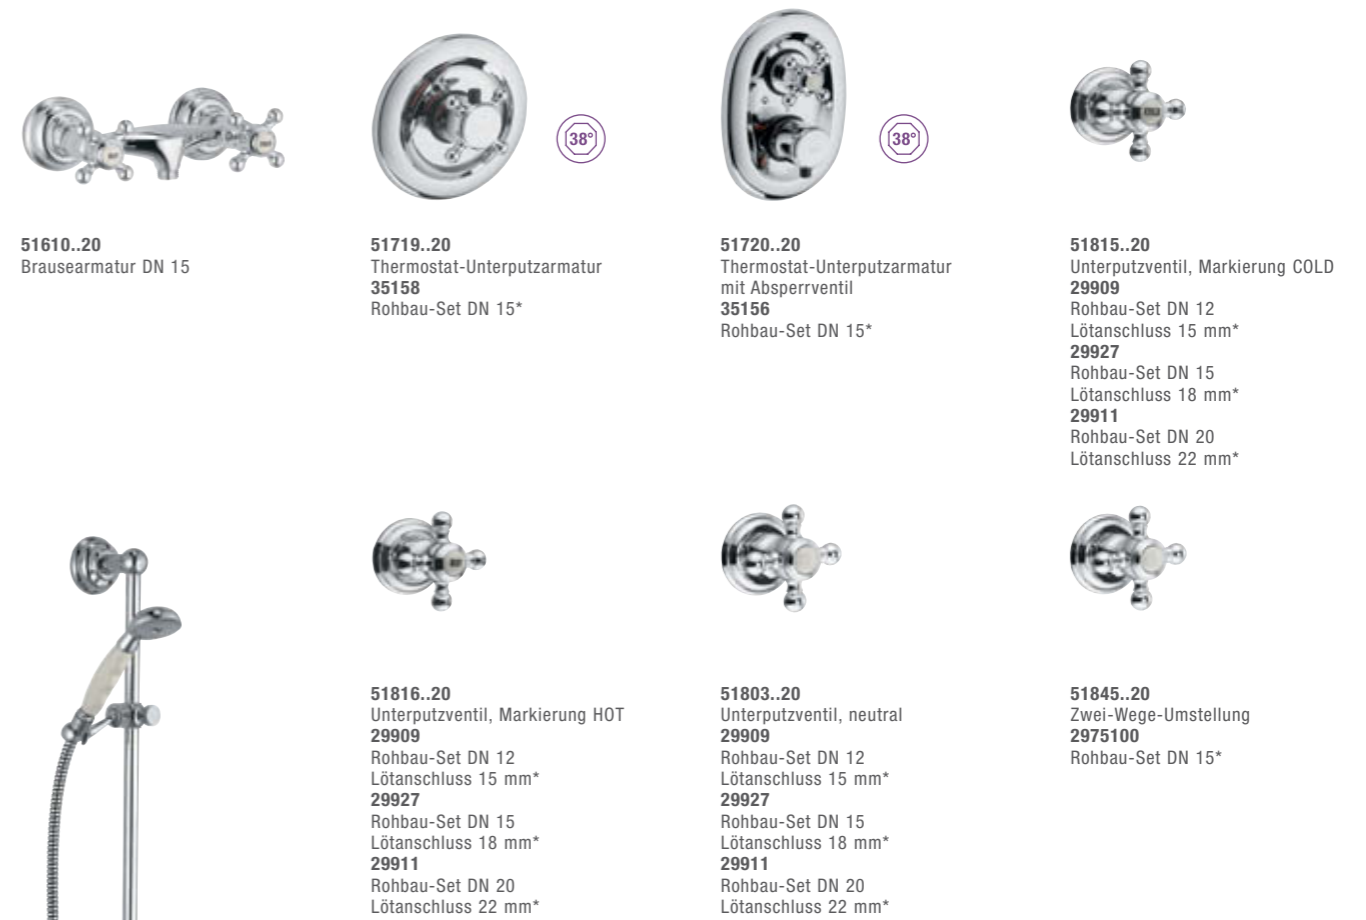 38°
38°
COLD
51610..20
Brausearmatur DN 15
51719..20
Thermostat-Unterputzarmatur
35158
Rohbau-Set DN 15*
51720..20
Thermostat-Unterputzarmatur
mit Absperrventil
35156
Rohbau-Set DN 15*
51815..20
Unterputzventil, Markierung COLD
29909
Rohbau-Set DN 12
Lötanschluss 15 mm*
29927
Rohbau-Set DN 15
Lötanschluss 18 mm*
29911
Rohbau-Set DN 20
Lötanschluss 22 mm*
51816..20
Unterputzventil, Markierung HOT
29909
Rohbau-Set DN 12
Lötanschluss 15 mm*
29927
Rohbau-Set DN 15
Lötanschluss 18 mm*
29911
Rohbau-Set DN 20
Lötanschluss 22 mm*
51803..20
Unterputzventil, neutral
29909
Rohbau-Set DN 12
Lötanschluss 15 mm*
29927
Rohbau-Set DN 15
Lötanschluss 18 mm*
29911
Rohbau-Set DN 20
Lötanschluss 22 mm*
51845..20
Zwei-Wege-Umstellung
2975100
Rohbau-Set DN 15*